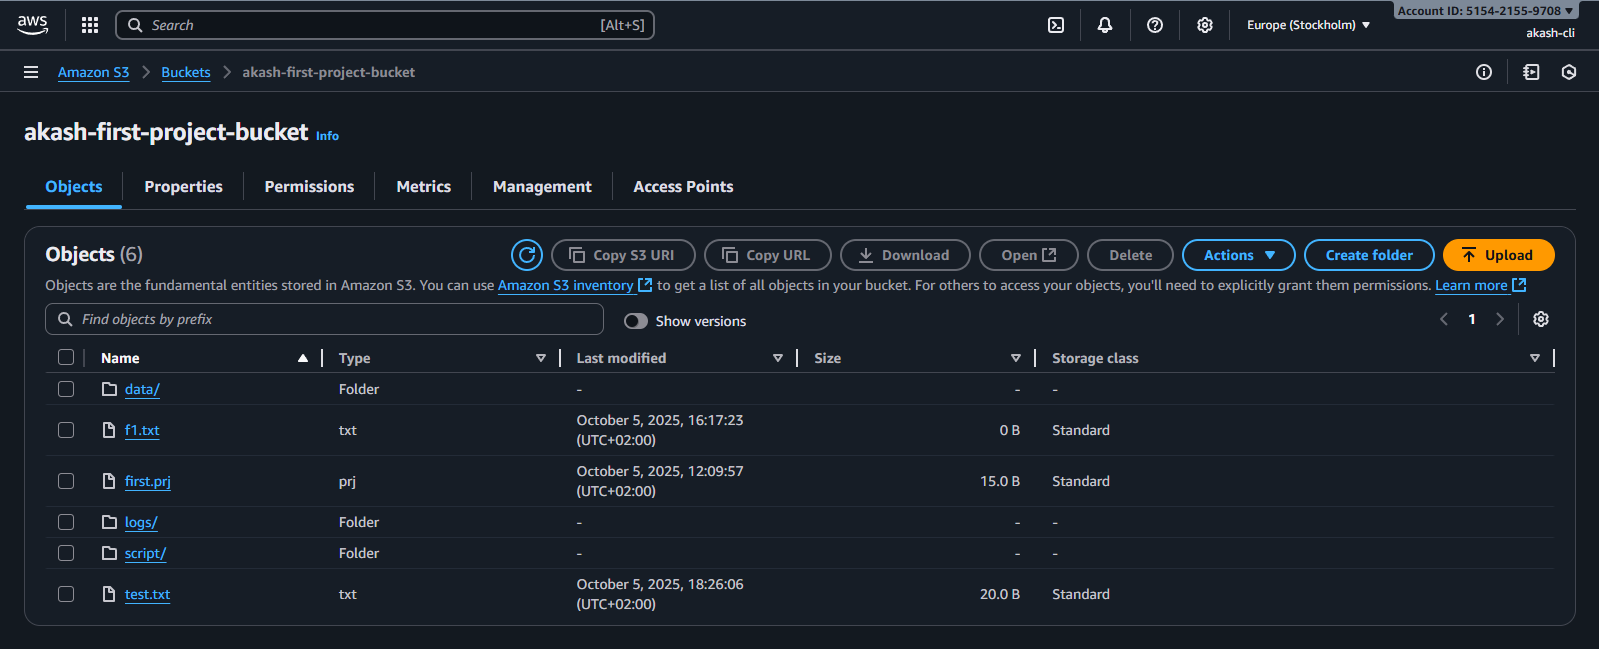 aws
Search [Alt+S]
Europe (Stockholm)
Account ID: 5154-2155-9708
akash-cli
Amazon S3 Buckets akash-first-project-bucket
akash-first-project-bucket Info
Objects Properties Permissions Metrics Management Access Points
Objects (6)
Copy S3 URI Copy URL Download Open Delete Actions Create folder Upload
Objects are the fundamental entities stored in Amazon S3. You can use Amazon S3 inventory to get a list of all objects in your bucket. For others to access your objects, you'll need to explicitly grant them permissions. Learn more
Find objects by prefix
Show versions
1
Name Type Last modified Size Storage class
data/ Folder - - -
f1.txt txt October 5, 2025, 16:17:23 (UTC+02:00) 0 B Standard
first.prj prj October 5, 2025, 12:09:57 (UTC+02:00) 15.0 B Standard
logs/ Folder - - -
script/ Folder - - -
test.txt txt October 5, 2025, 18:26:06 (UTC+02:00) 20.0 B Standard